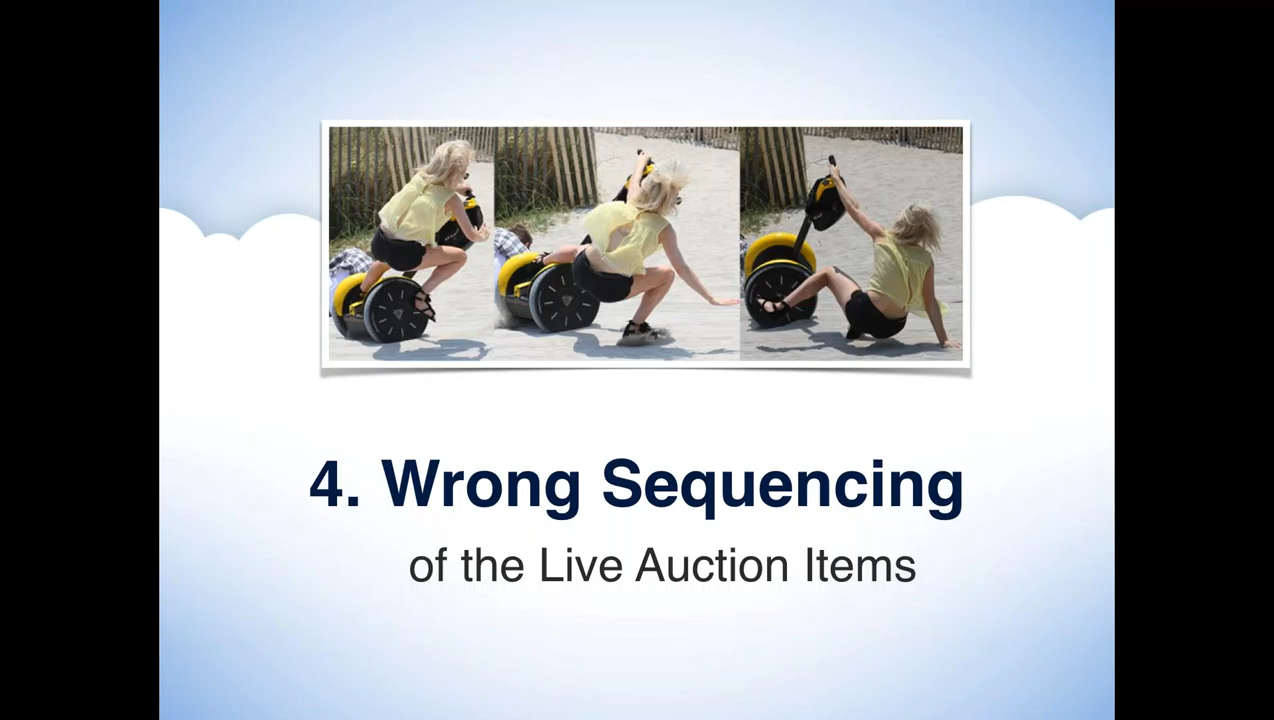 4. Wrong Sequencing
of the Live Auction Items